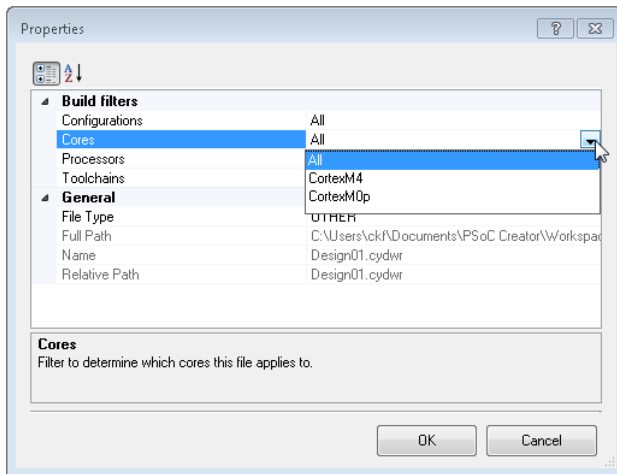 Properties
Build filters
Configurations All
Cores All
Processors All
Toolchains CortexM4
CortexM0p
General
File Type OTHER
Full Path C:\Users\ckf\Documents\PSoC Creator\Workspac
Name Design01.cydwr
Relative Path Design01.cydwr
Cores
Filter to determine which cores this file applies to.
OK Cancel